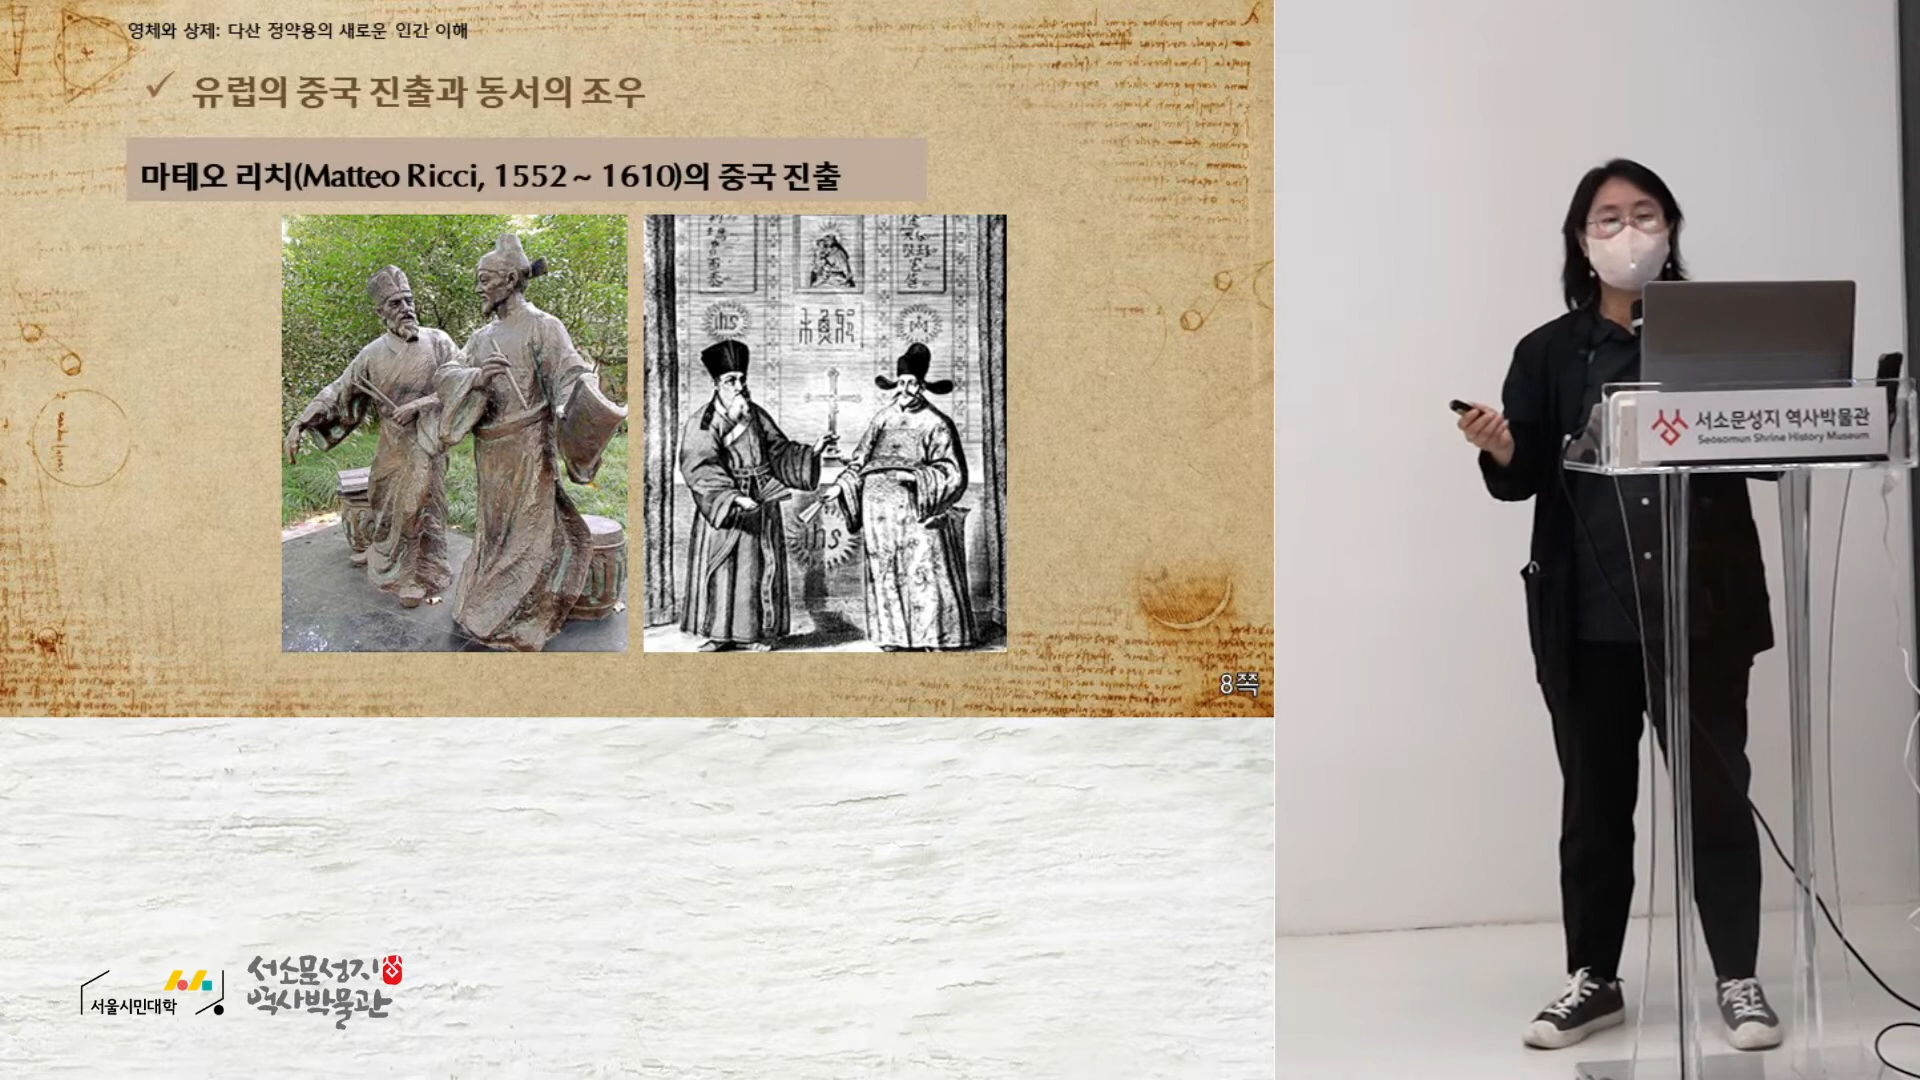 영체와 상제: 다산 정약용의 새로운 인간 이해
유럽의 중국 진출과 동서의 조우
마테오 리치(Matteo Ricci, 1552 ~ 1610)의 중국 진출
ihs
ihs
8쪽
서소문성지 역사박물관
Seosomun Shrine History Museum
서울시민대학
서소문성지
역사박물관